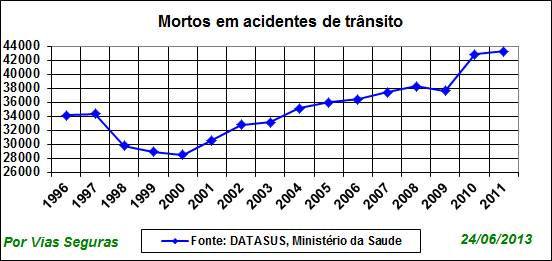 Mortos em acidentes de trânsito
44000
42000
40000
38000
36000
34000
32000
30000
28000
26000
1996 1997 1998 1999 2000 2001 2002 2003 2004 2005 2006 2007 2008 2009 2010 2011
Por Vias Seguras
Fonte: DATASUS, Ministério da Saude
24/06/2013